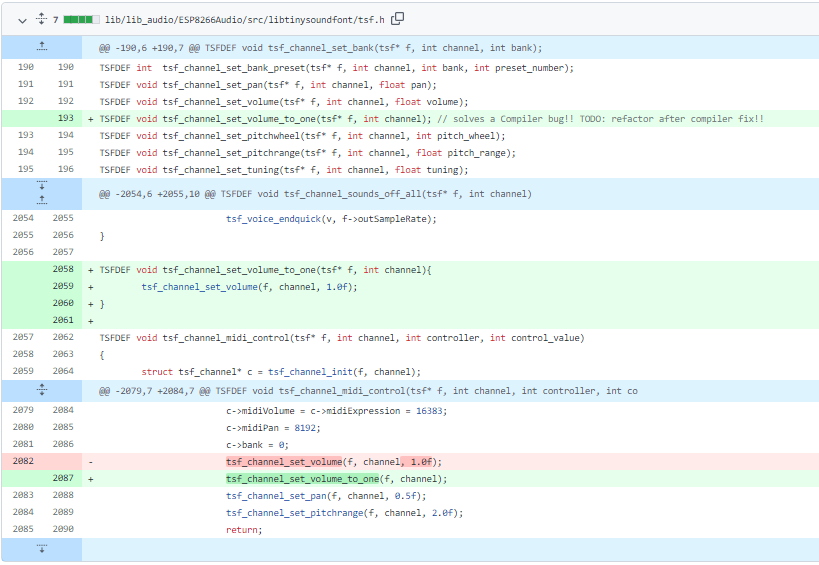 7 lib/lib_audio/ESP8266Audio/src/libtinysoundfont/tsf.h
@@ -190,6 +190,7 @@ TSFDEF void tsf_channel_set_bank(tsf* f, int channel, int bank);
190 190 TSFDEF int  tsf_channel_set_bank_preset(tsf* f, int channel, int bank, int preset_number);
191 191 TSFDEF void tsf_channel_set_pan(tsf* f, int channel, float pan);
192 192 TSFDEF void tsf_channel_set_volume(tsf* f, int channel, float volume);
193 + TSFDEF void tsf_channel_set_volume_to_one(tsf* f, int channel); // solves a Compiler bug!! TODO: refactor after compiler fix!!
193 194 TSFDEF void tsf_channel_set_pitchwheel(tsf* f, int channel, int pitch_wheel);
194 195 TSFDEF void tsf_channel_set_pitchrange(tsf* f, int channel, float pitch_range);
195 196 TSFDEF void tsf_channel_set_tuning(tsf* f, int channel, float tuning);
@@ -2054,6 +2055,10 @@ TSFDEF void tsf_channel_sounds_off_all(tsf* f, int channel)
2054 2055 tsf_voice_endquick(v, f->outSampleRate);
2055 2056 }
2056 2057
2058 + TSFDEF void tsf_channel_set_volume_to_one(tsf* f, int channel){
2059 + tsf_channel_set_volume(f, channel, 1.0f);
2060 + }
2061 +
2057 2062 TSFDEF void tsf_channel_midi_control(tsf* f, int channel, int controller, int control_value)
2058 2063 {
2059 2064 struct tsf_channel* c = tsf_channel_init(f, channel);
@@ -2079,7 +2084,7 @@ TSFDEF void tsf_channel_midi_control(tsf* f, int channel, int controller, int co
2079 2084 c->midiVolume = c->midiExpression = 16383;
2080 2085 c->midiPan = 8192;
2081 2086 c->bank = 0;
2082 - tsf_channel_set_volume(f, channel, 1.0f);
2087 + tsf_channel_set_volume_to_one(f, channel);
2083 2088 tsf_channel_set_pan(f, channel, 0.5f);
2084 2089 tsf_channel_set_pitchrange(f, channel, 2.0f);
2085 2090 return;